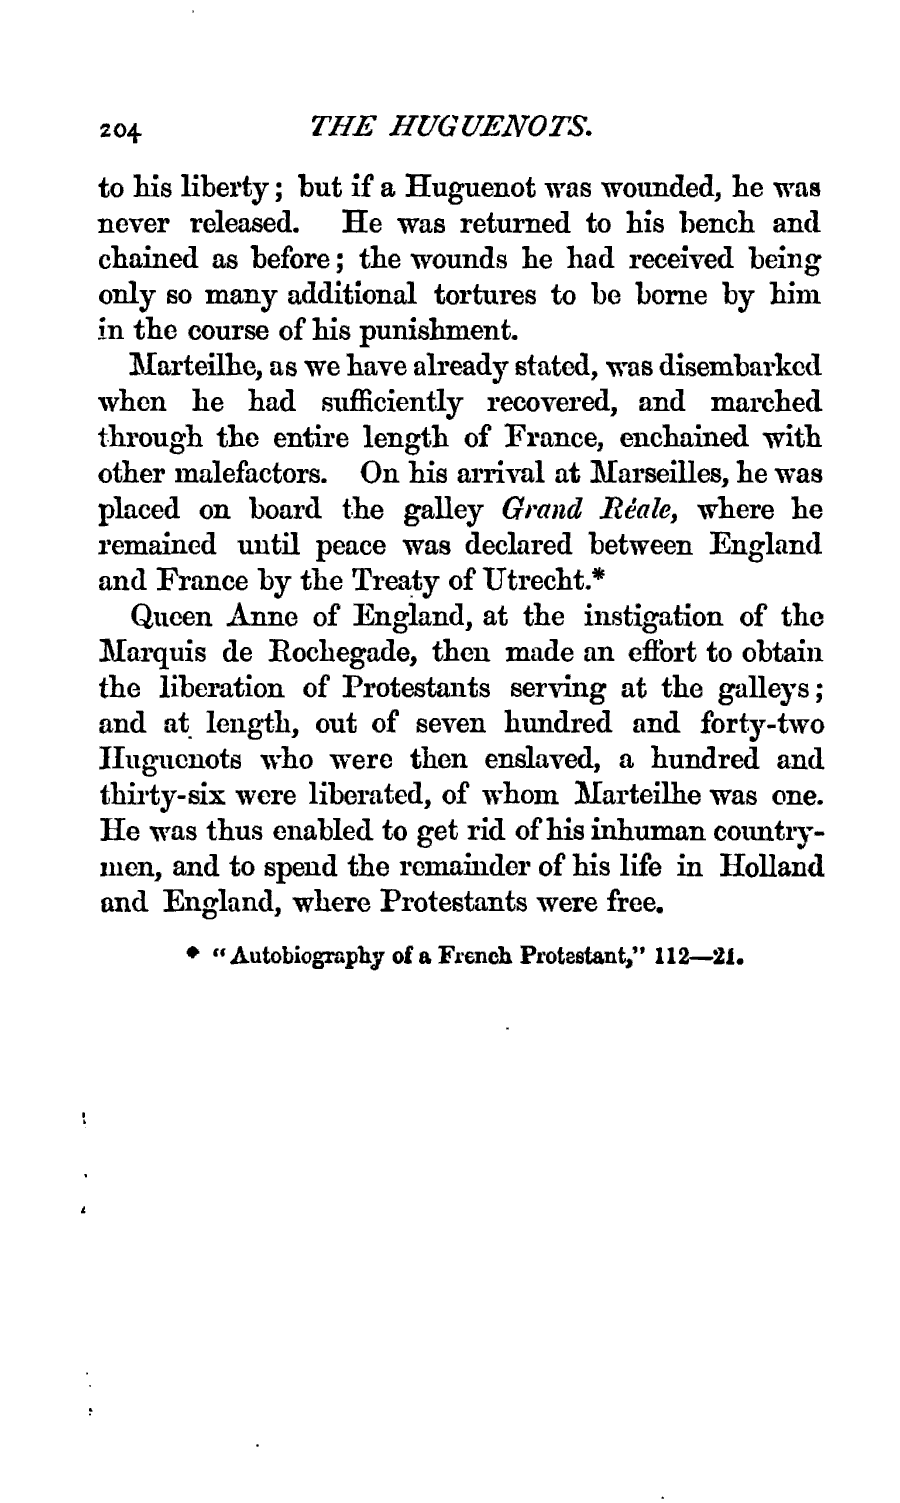 204 THE HUGUENOTS.
to his liberty; but if a Huguenot was wounded, he was
never released. He was returned to his bench and
chained as before; the wounds he had received being
only so many additional tortures to be borne by him
in the course of his punishment.
Marteilhe, as we have already stated, was disembarked
when he had sufficiently recovered, and marched
through the entire length of France, enchained with
other malefactors. On his arrival at Marseilles, he was
placed on board the galley Grand Réale, where he
remained until peace was declared between England
and France by the Treaty of Utrecht.*
Queen Anne of England, at the instigation of the
Marquis de Rochegade, then made an effort to obtain
the liberation of Protestants serving at the galleys;
and at length, out of seven hundred and forty-two
Huguenots who were then enslaved, a hundred and
thirty-six were liberated, of whom Marteilhe was one.
He was thus enabled to get rid of his inhuman country-
men, and to spend the remainder of his life in Holland
and England, where Protestants were free.
* "Autobiography of a French Protestant," 112—21.